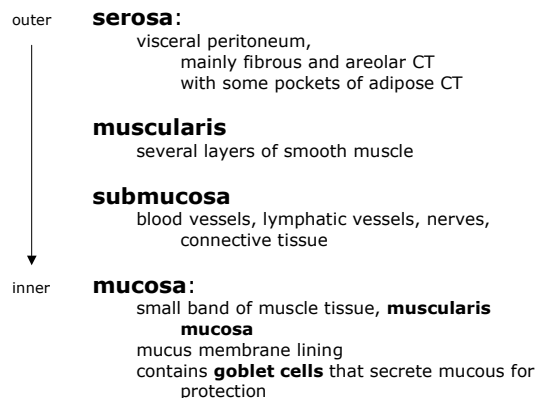 outer
serosa:
visceral peritoneum,
mainly fibrous and areolar CT
with some pockets of adipose CT
muscularis
several layers of smooth muscle
submucosa
blood vessels, lymphatic vessels, nerves,
connective tissue
inner
mucosa:
small band of muscle tissue, muscularis
mucosa
mucus membrane lining
contains goblet cells that secrete mucous for
protection